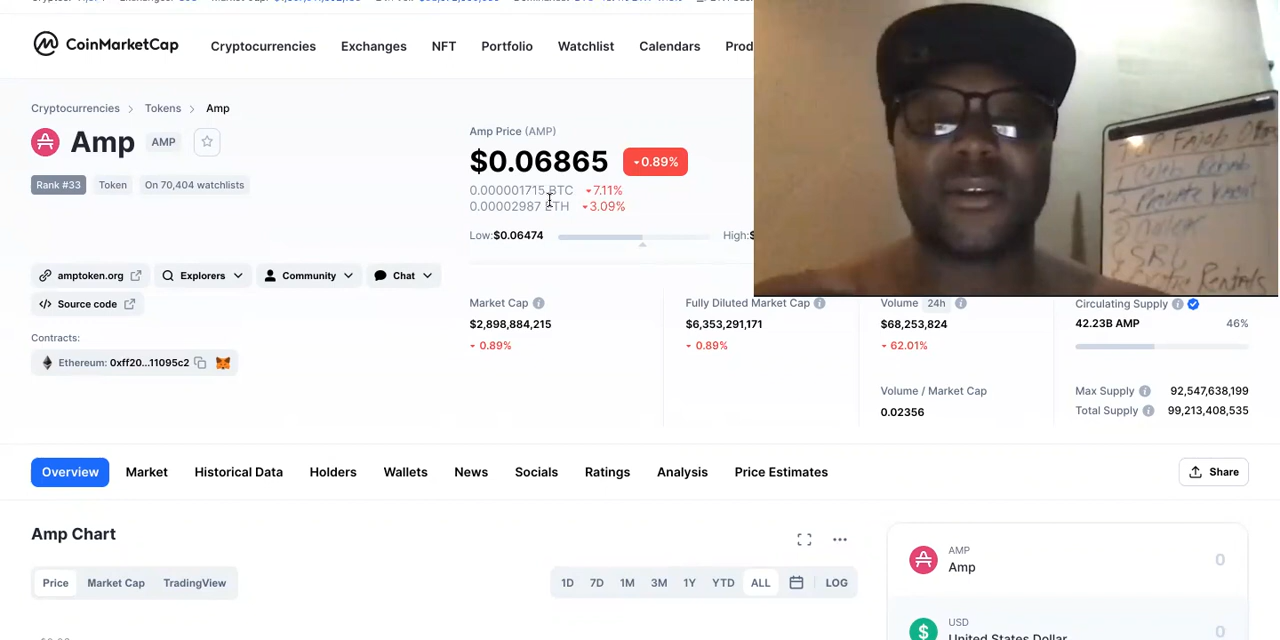 CoinMarketCap
Cryptocurrencies Exchanges NFT Portfolio Watchlist Calendars Prod
Cryptocurrencies > Tokens > Amp
Amp AMP
Rank #33 Token On 70,404 watchlists
amptoken.org Explorers Community Chat
Source code
Contracts:
Ethereum: 0xff20...11095c2
Amp Price (AMP)
$0.06865 0.89%
0.000001715 BTC 7.11%
0.00002987 ETH 3.09%
Low:$0.06474 High:$
Market Cap
$2,898,884,215
0.89%
Fully Diluted Market Cap
$6,353,291,171
0.89%
Volume 24h
$68,253,824
62.01%
Volume / Market Cap
0.02356
Circulating Supply
42.23B AMP 46%
Max Supply 92,547,638,199
Total Supply 99,213,408,535
Overview Market Historical Data Holders Wallets News Socials Ratings Analysis Price Estimates
Share
Amp Chart
Price Market Cap TradingView
1D 7D 1M 3M 1Y YTD ALL LOG
AMP
Amp 0
USD
United States Dollar 0
TOP
SRL
Rentals